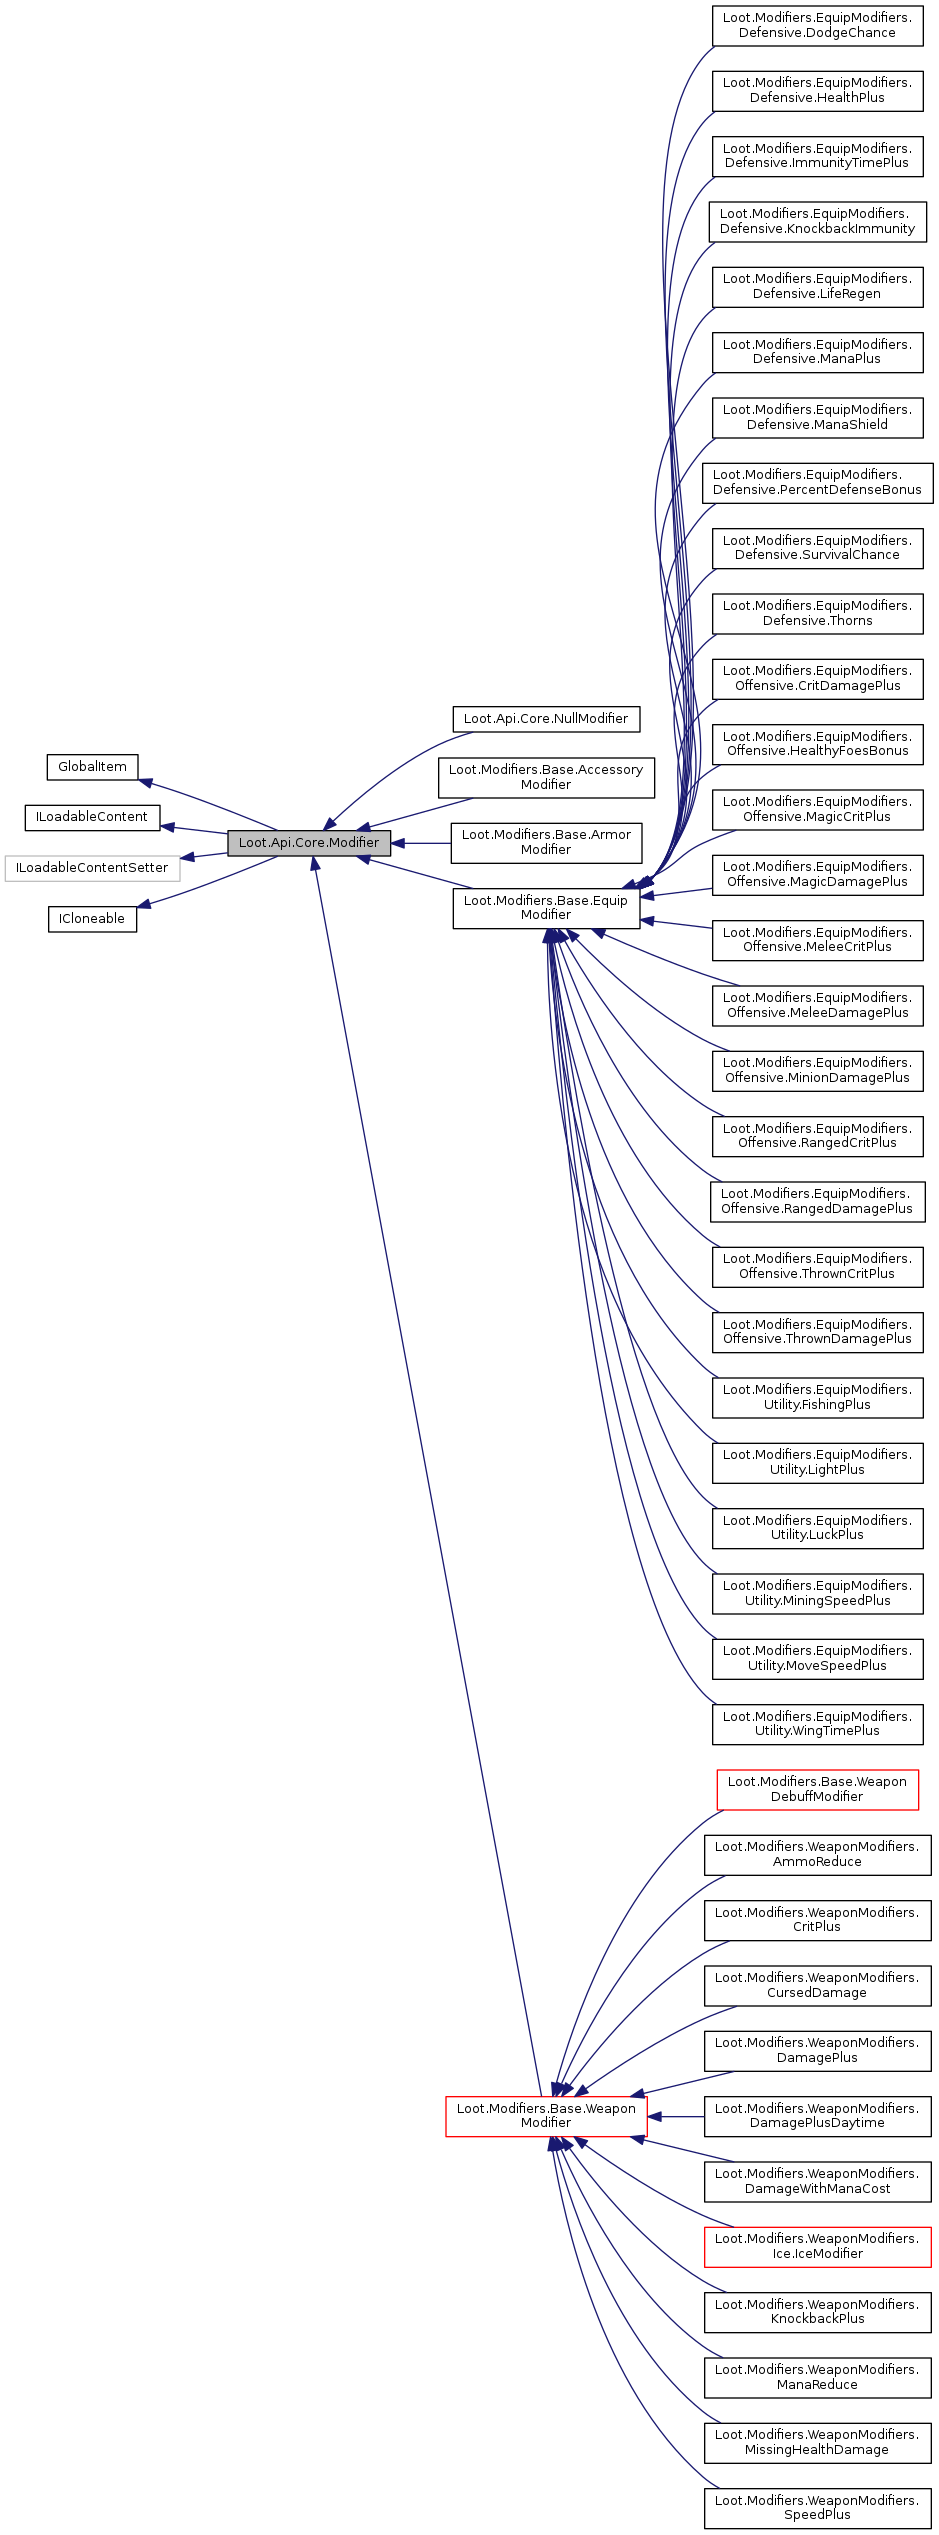 GlobalItem
ILoadableContent
ILoadableContentSetter
ICloneable
Loot.Api.Core.Modifier
Loot.Api.Core.NullModifier
Loot.Modifiers.Base.Accessory
Modifier
Loot.Modifiers.Base.Armor
Modifier
Loot.Modifiers.Base.Equip
Modifier
Loot.Modifiers.EquipModifiers.
Defensive.DodgeChance
Loot.Modifiers.EquipModifiers.
Defensive.HealthPlus
Loot.Modifiers.EquipModifiers.
Defensive.ImmunityTimePlus
Loot.Modifiers.EquipModifiers.
Defensive.KnockbackImmunity
Loot.Modifiers.EquipModifiers.
Defensive.LifeRegen
Loot.Modifiers.EquipModifiers.
Defensive.ManaPlus
Loot.Modifiers.EquipModifiers.
Defensive.ManaShield
Loot.Modifiers.EquipModifiers.
Defensive.PercentDefenseBonus
Loot.Modifiers.EquipModifiers.
Defensive.SurvivalChance
Loot.Modifiers.EquipModifiers.
Defensive.Thorns
Loot.Modifiers.EquipModifiers.
Offensive.CritDamagePlus
Loot.Modifiers.EquipModifiers.
Offensive.HealthyFoesBonus
Loot.Modifiers.EquipModifiers.
Offensive.MagicCritPlus
Loot.Modifiers.EquipModifiers.
Offensive.MagicDamagePlus
Loot.Modifiers.EquipModifiers.
Offensive.MeleeCritPlus
Loot.Modifiers.EquipModifiers.
Offensive.MeleeDamagePlus
Loot.Modifiers.EquipModifiers.
Offensive.MinionDamagePlus
Loot.Modifiers.EquipModifiers.
Offensive.RangedCritPlus
Loot.Modifiers.EquipModifiers.
Offensive.RangedDamagePlus
Loot.Modifiers.EquipModifiers.
Offensive.ThrownCritPlus
Loot.Modifiers.EquipModifiers.
Offensive.ThrownDamagePlus
Loot.Modifiers.EquipModifiers.
Utility.FishingPlus
Loot.Modifiers.EquipModifiers.
Utility.LightPlus
Loot.Modifiers.EquipModifiers.
Utility.LuckPlus
Loot.Modifiers.EquipModifiers.
Utility.MiningSpeedPlus
Loot.Modifiers.EquipModifiers.
Utility.MoveSpeedPlus
Loot.Modifiers.EquipModifiers.
Utility.WingTimePlus
Loot.Modifiers.Base.Weapon
Modifier
Loot.Modifiers.Base.Weapon
DebuffModifier
Loot.Modifiers.WeaponModifiers.
AmmoReduce
Loot.Modifiers.WeaponModifiers.
CritPlus
Loot.Modifiers.WeaponModifiers.
CursedDamage
Loot.Modifiers.WeaponModifiers.
DamagePlus
Loot.Modifiers.WeaponModifiers.
DamagePlusDaytime
Loot.Modifiers.WeaponModifiers.
DamageWithManaCost
Loot.Modifiers.WeaponModifiers.
Ice.IceModifier
Loot.Modifiers.WeaponModifiers.
KnockbackPlus
Loot.Modifiers.WeaponModifiers.
ManaReduce
Loot.Modifiers.WeaponModifiers.
MissingHealthDamage
Loot.Modifiers.WeaponModifiers.
SpeedPlus